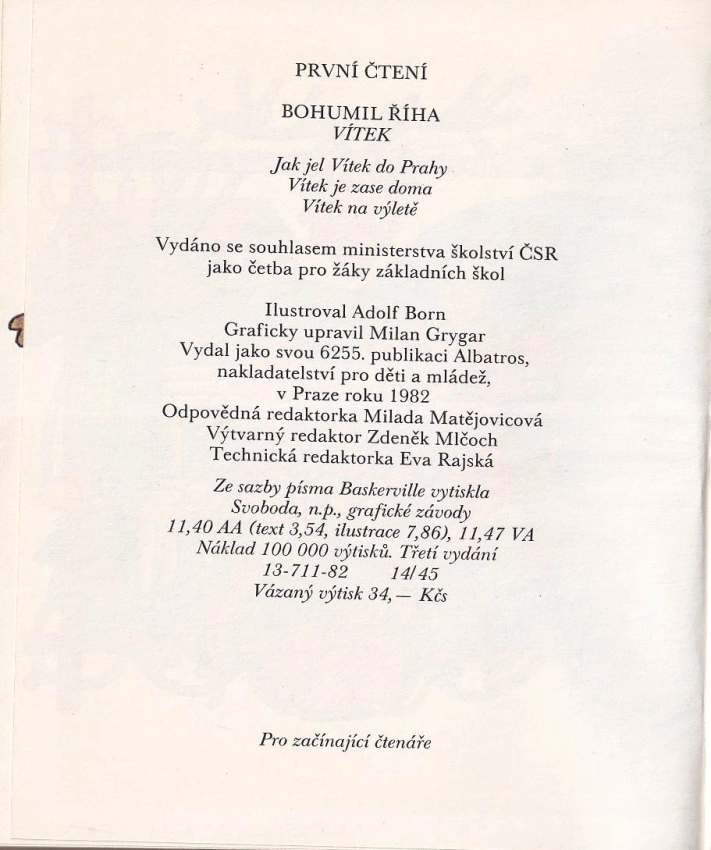 PRVNÍ ČTENÍ
BOHUMIL ŘÍHA
VÍTEK
Jak jel Vítek do Prahy
Vítek je zase doma
Vítek na výletě
Vydáno se souhlasem ministerstva školství ČSR
jako četba pro žáky základních škol
Ilustroval Adolf Born
Graficky upravil Milan Grygar
Vydal jako svou 6255. publikaci Albatros,
nakladatelství pro děti a mládež,
v Praze roku 1982
Odpovědná redaktorka Milada Matějovicová
Výtvarný redaktor Zdeněk Mlčoch
Technická redaktorka Eva Rajská
Ze sazby písma Baskerville vytiskla
Svoboda, n.p., grafické závody
11,40 AA (text 3,54, ilustrace 7,86), 11,47 VA
Náklad 100 000 výtisků. Třetí vydání
13-711-82 14/45
Vázaný výtisk 34,— Kčs
Pro začínající čtenáře